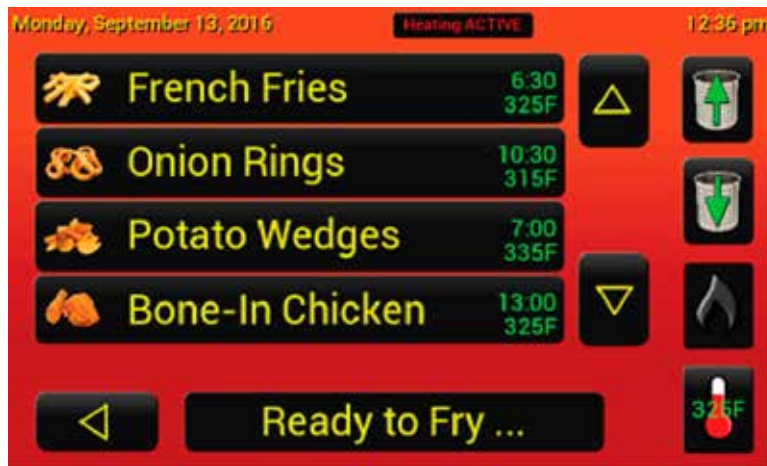 Monday, September 13, 2016 Heating ACTIVE 12:36 pm
French Fries 6:30 325F
Onion Rings 10:30 315F
Potato Wedges 7:00 335F
Bone-In Chicken 13:00 325F
Ready to Fry ... 325F